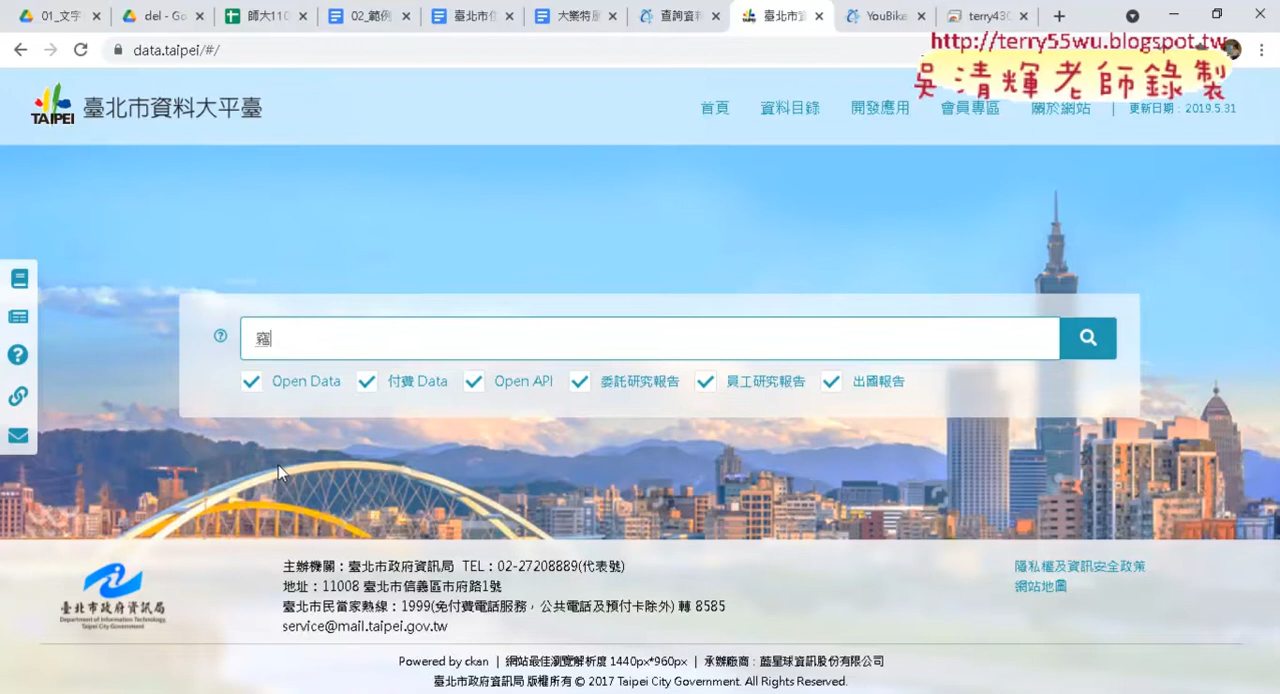 01_文字
del - Go
師大110
02_範例
臺北市住
大樂特
查詢資料
臺北市資
YouBike
terry430
data.taipei/#/
http://terry55wu.blogspot.tw
吳清輝老師錄製
TAIPEI 臺北市資料大平臺
首頁 資料目錄 開發應用 會員專區 關於網站 | 更新日期：2019.5.31
Open Data 付費 Data Open API 委託研究報告 員工研究報告 出國報告
主辦機關：臺北市政府資訊局 TEL：02-27208889(代表號)
地址：11008 臺北市信義區市府路1號
臺北市民當家熱線：1999(免付費電話服務，公共電話及預付卡除外) 轉 8585
service@mail.taipei.gov.tw
臺北市政府資訊局
Department of Information Technology,
Taipei City Government
隱私權及資訊安全政策
網站地圖
Powered by ckan | 網站最佳瀏覽解析度 1440px*960px | 承辦廠商：藍星球資訊股份有限公司
臺北市政府資訊局 版權所有 © 2017 Taipei City Government. All Rights Reserved.